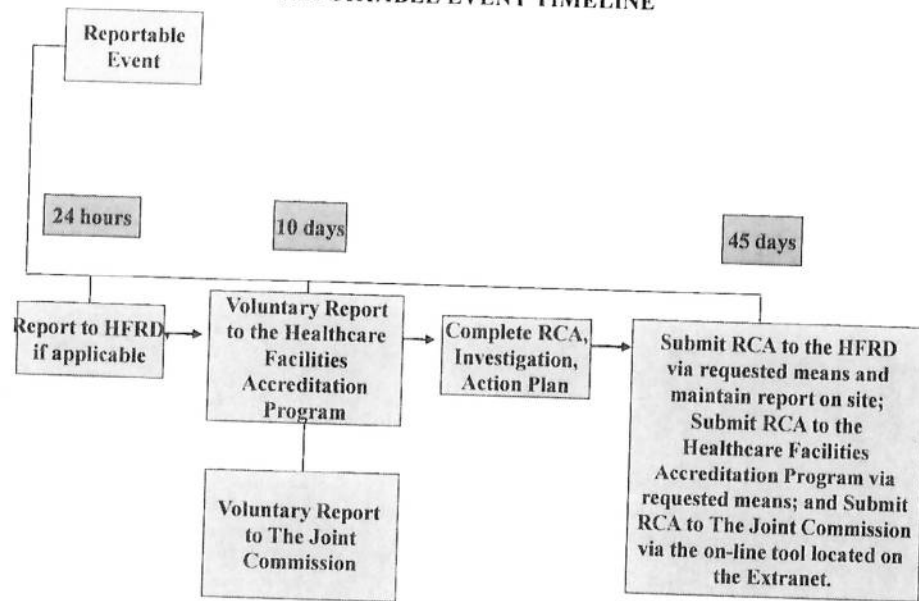 EVENT TIMELINE
Reportable
Event
24 hours
10 days
45 days
Report to HFRD,
if applicable
Voluntary Report
to the Healthcare
Facilities
Accreditation
Program
Complete RCA,
Investigation,
Action Plan
Submit RCA to the HFRD
via requested means and
maintain report on site;
Submit RCA to the
Healthcare Facilities
Accreditation Program via
requested means; and Submit
RCA to The Joint Commission
via the on-line tool located on
the Extranet.
Voluntary Report
to The Joint
Commission